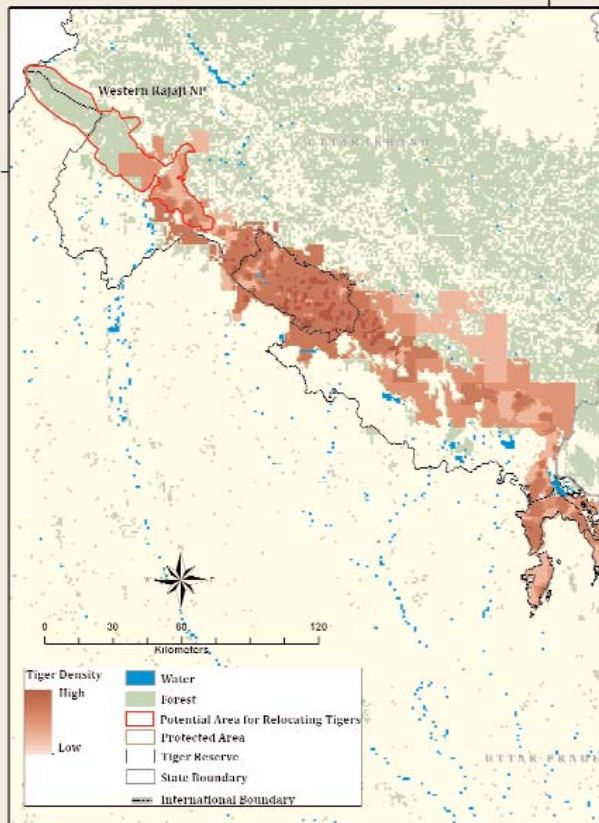 Western Rajaji NP
UTTARAKHAND
N
W
E
S
0 30 60 120
Kilometers
Tiger Density
High
Low
Water
Forest
Potential Area for Relocating Tigers
Protected Area
Tiger Reserve
State Boundary
International Boundary
UTTAR PRADE